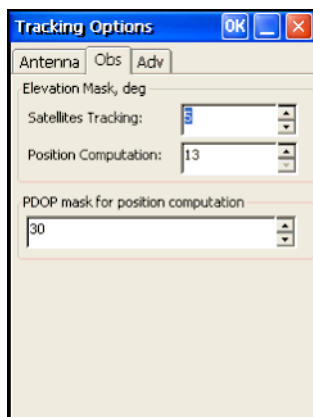 Tracking Options OK
Antenna Obs Adv
Elevation Mask, deg
Satellites Tracking: 5
Position Computation: 13
PDOP mask for position computation
30